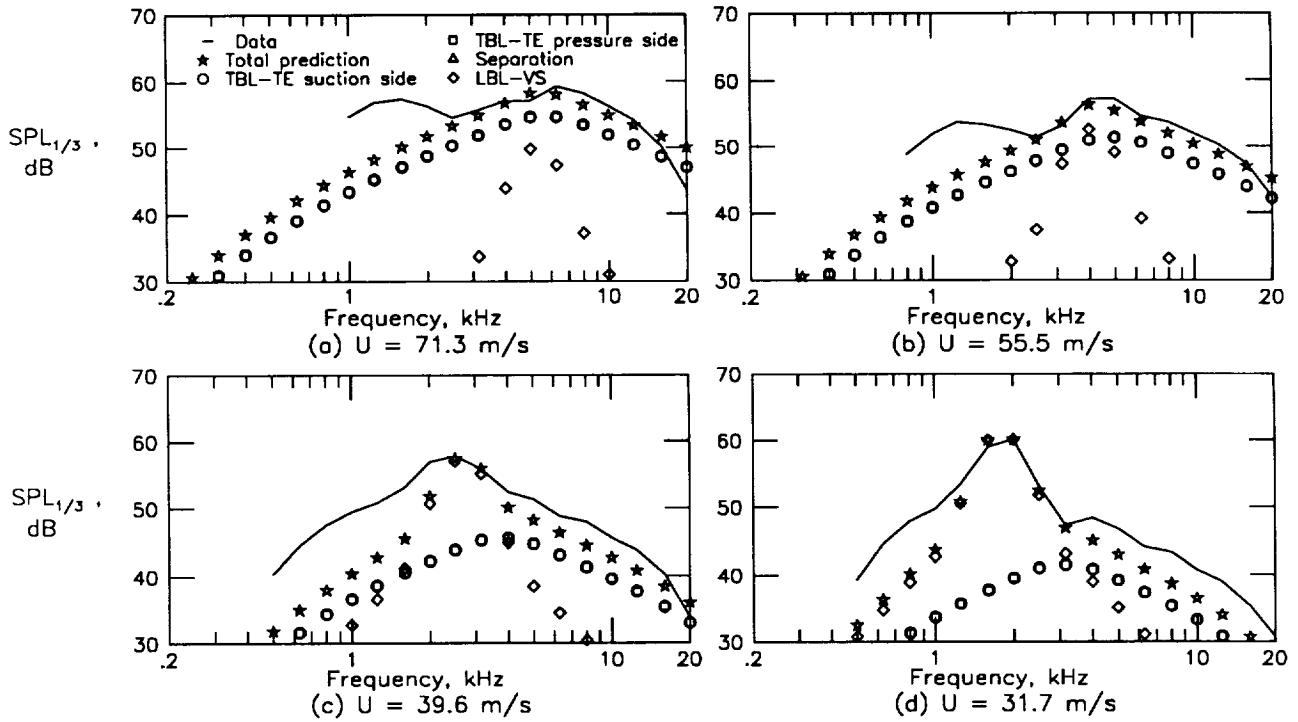 70
60
50
40
30
SPL1/3 , dB
— Data
☆ Total prediction
○ TBL–TE suction side
□ TBL–TE pressure side
△ Separation
◇ LBL–VS
.2 1 10 20
Frequency, kHz
(a) U = 71.3 m/s
70
60
50
40
30
.2 1 10 20
Frequency, kHz
(b) U = 55.5 m/s
70
60
50
40
30
SPL1/3 , dB
.2 1 10 20
Frequency, kHz
(c) U = 39.6 m/s
70
60
50
40
30
.2 1 10 20
Frequency, kHz
(d) U = 31.7 m/s